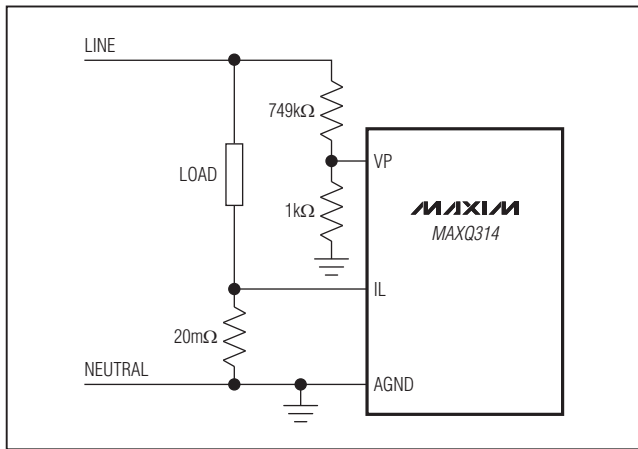 LINE
749kΩ
VP
LOAD
MAXIM
MAXQ314
1kΩ
IL
20mΩ
NEUTRAL
AGND